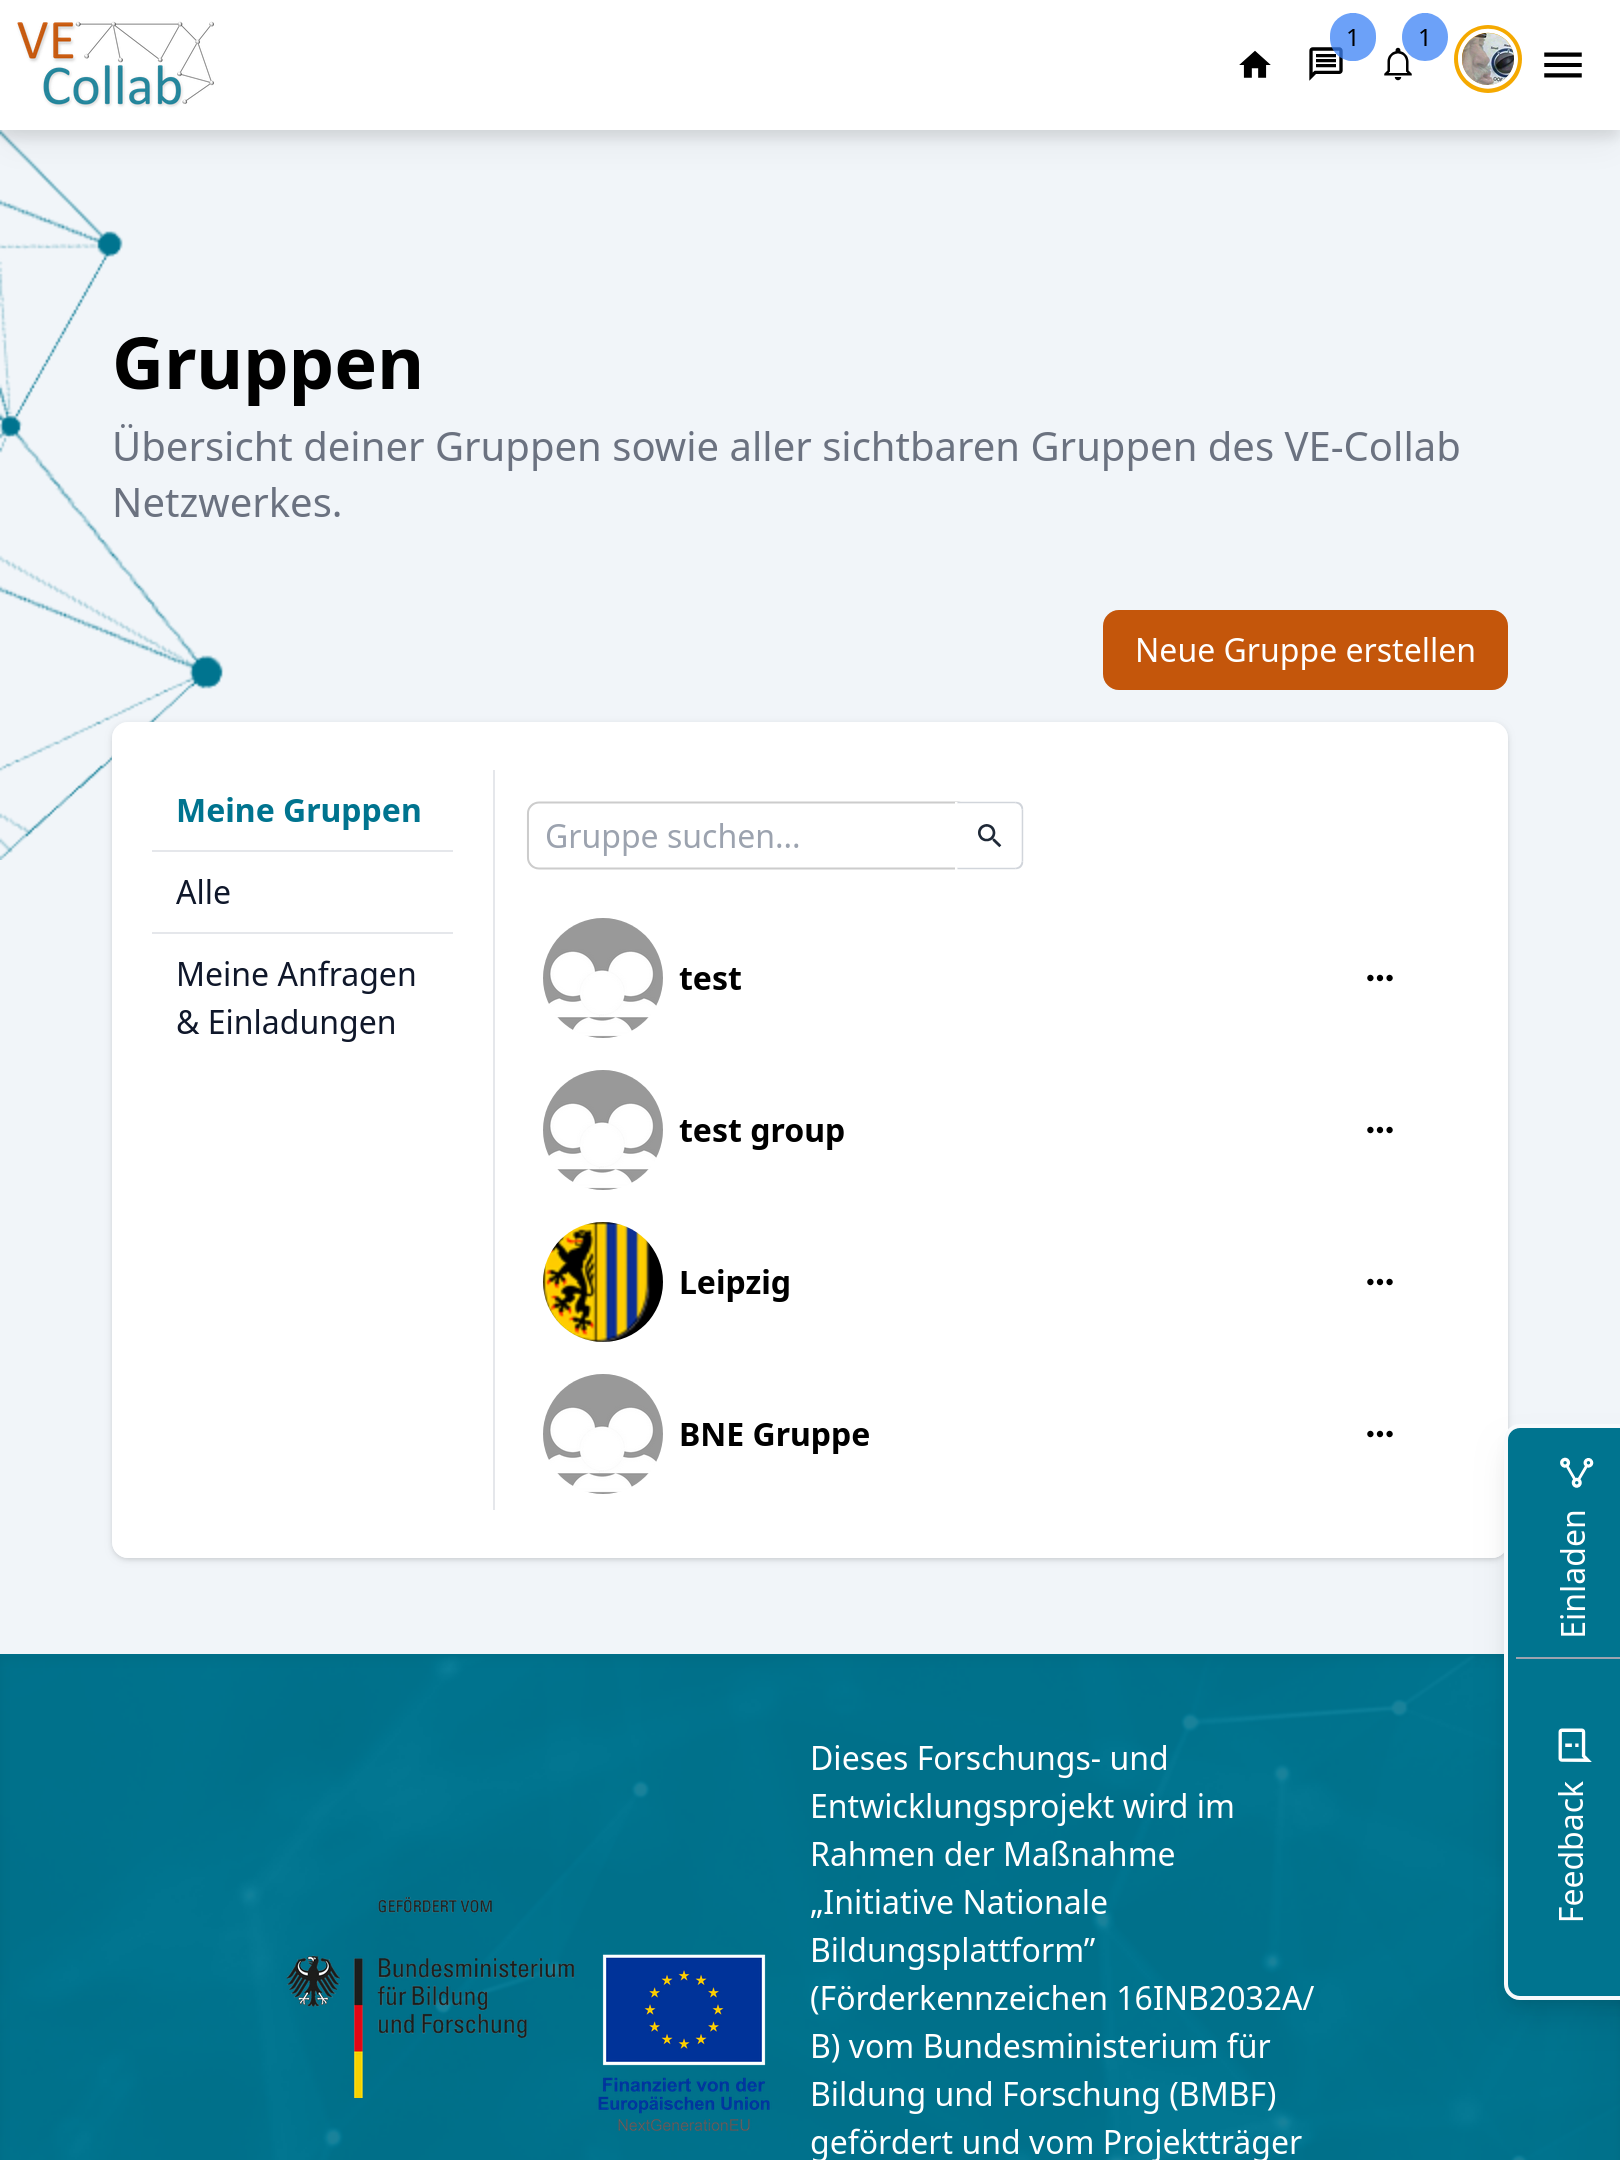 VE
Collab
1
1
Gruppen
Übersicht deiner Gruppen sowie aller sichtbaren Gruppen des VE-Collab
Netzwerkes.
Neue Gruppe erstellen
Meine Gruppen
Alle
Meine Anfragen
& Einladungen
Gruppe suchen...
test
test group
Leipzig
BNE Gruppe
Einladen
Feedback
GEFÖRDERT VOM
Bundesministerium
für Bildung
und Forschung
Finanziert von der
Europäischen Union
NextGenerationEU
Dieses Forschungs- und
Entwicklungsprojekt wird im
Rahmen der Maßnahme
„Initiative Nationale
Bildungsplattform”
(Förderkennzeichen 16INB2032A/
B) vom Bundesministerium für
Bildung und Forschung (BMBF)
gefördert und vom Projektträger